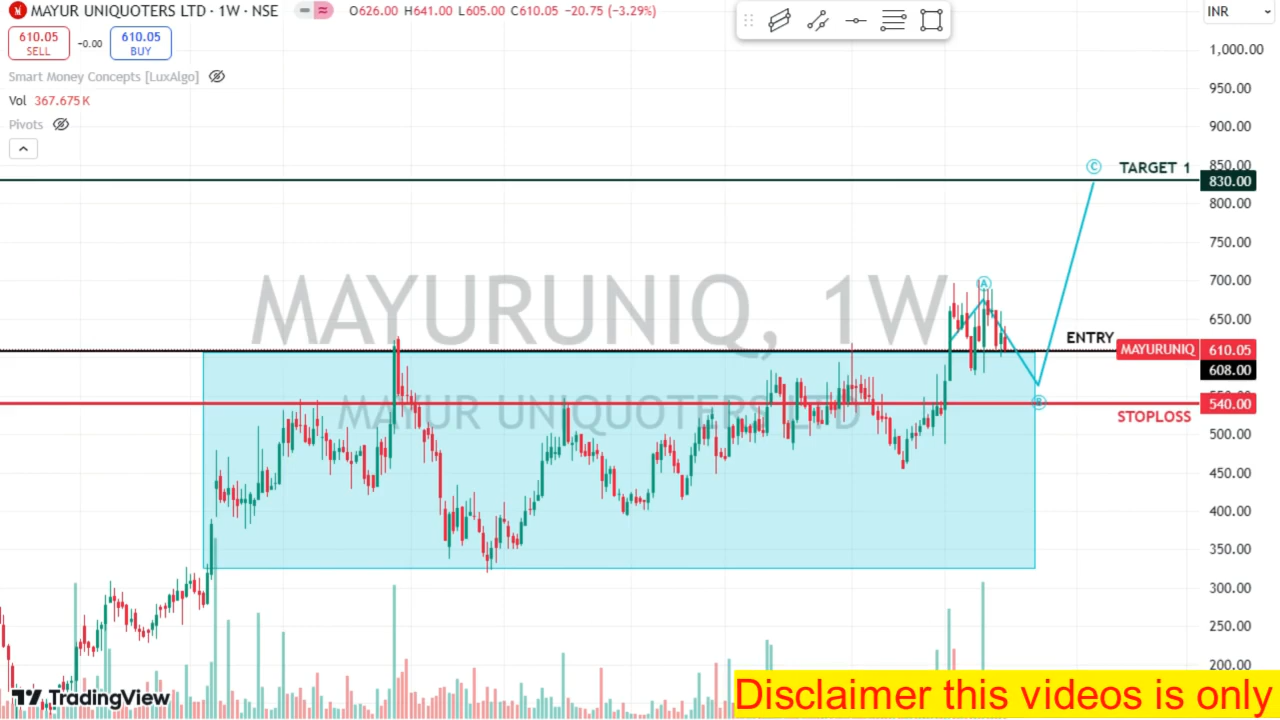 MAYUR UNIQUOTERS LTD · 1W · NSE
O626.00 H641.00 L605.00 C610.05 -20.75 (-3.29%)
INR
610.05
SELL
-0.00
610.05
BUY
Smart Money Concepts [LuxAlgo]
Vol 367.675K
Pivots
1,000.00
950.00
900.00
850.00
C TARGET 1
830.00
800.00
750.00
700.00
A
650.00
MAYURUNIQ, 1W
ENTRY
MAYURUNIQ 610.05
608.00
MAYUR UNIQUOTERS LTD
B
540.00
STOPLOSS
500.00
450.00
400.00
350.00
300.00
250.00
200.00
TradingView
Disclaimer this videos is only